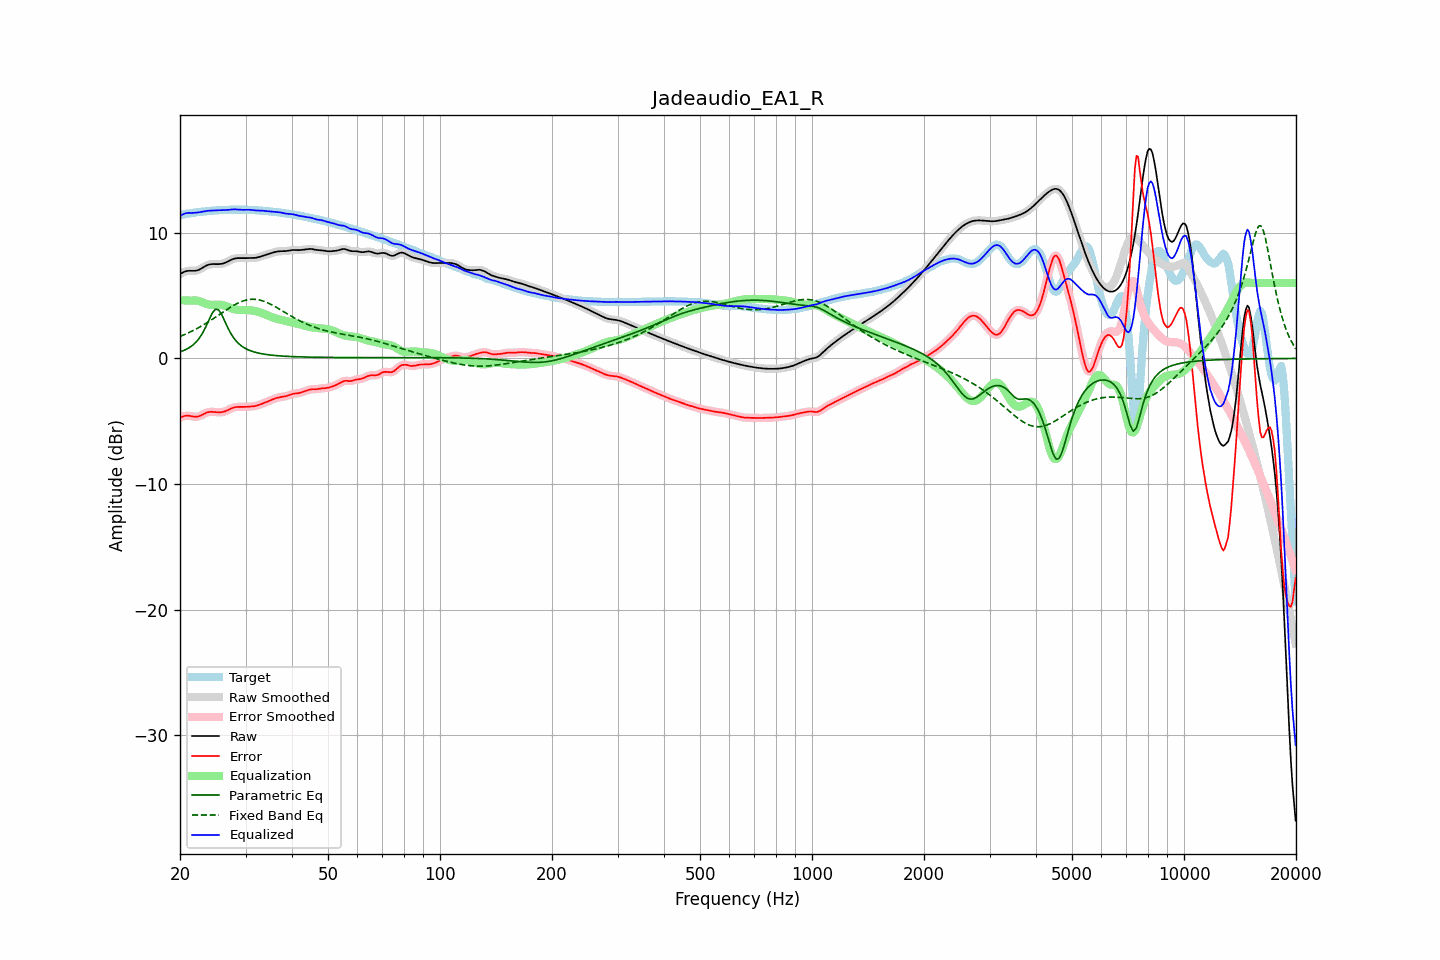 Jadeaudio_EA1_R
Amplitude (dBr)
10
0
−10
−20
−30
Target
Raw Smoothed
Error Smoothed
Raw
Error
Equalization
Parametric Eq
Fixed Band Eq
Equalized
20 50 100 200 500 1000 2000 5000 10000 20000
Frequency (Hz)